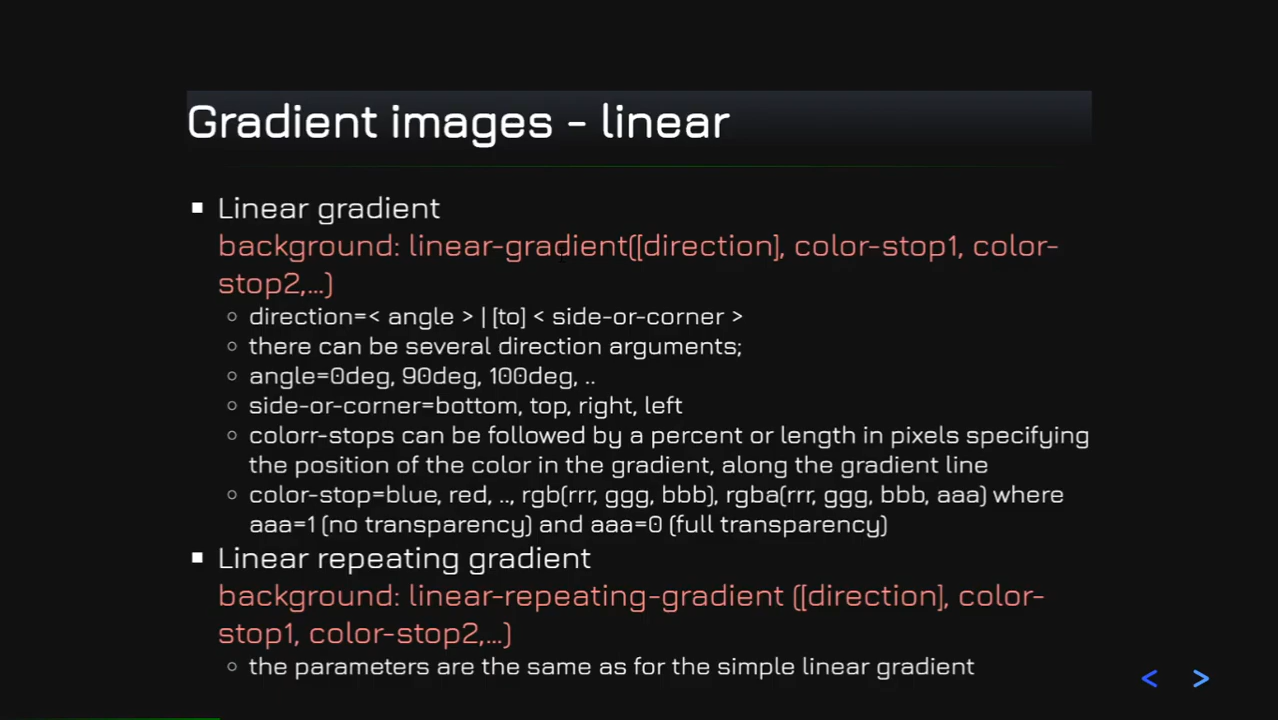 Gradient images - linear
▪ Linear gradient
background: linear-gradient([direction], color-stop1, color-
stop2,...)
○ direction=< angle > | [to] < side-or-corner >
○ there can be several direction arguments;
○ angle=0deg, 90deg, 100deg, ..
○ side-or-corner=bottom, top, right, left
○ colorr-stops can be followed by a percent or length in pixels specifying
the position of the color in the gradient, along the gradient line
○ color-stop=blue, red, .., rgb(rrr, ggg, bbb), rgba(rrr, ggg, bbb, aaa) where
aaa=1 (no transparency) and aaa=0 (full transparency)
▪ Linear repeating gradient
background: linear-repeating-gradient ([direction], color-
stop1, color-stop2,...)
○ the parameters are the same as for the simple linear gradient
< >